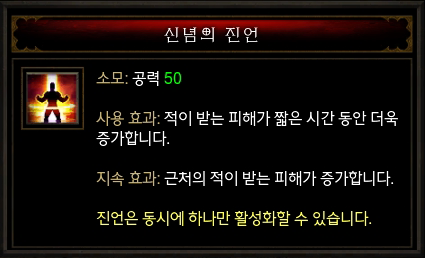 신념의 진언
소모: 공력 50
사용 효과: 적이 받는 피해가 짧은 시간 동안 더욱
증가합니다.
지속 효과: 근처의 적이 받는 피해가 증가합니다.
진언은 동시에 하나만 활성화할 수 있습니다.